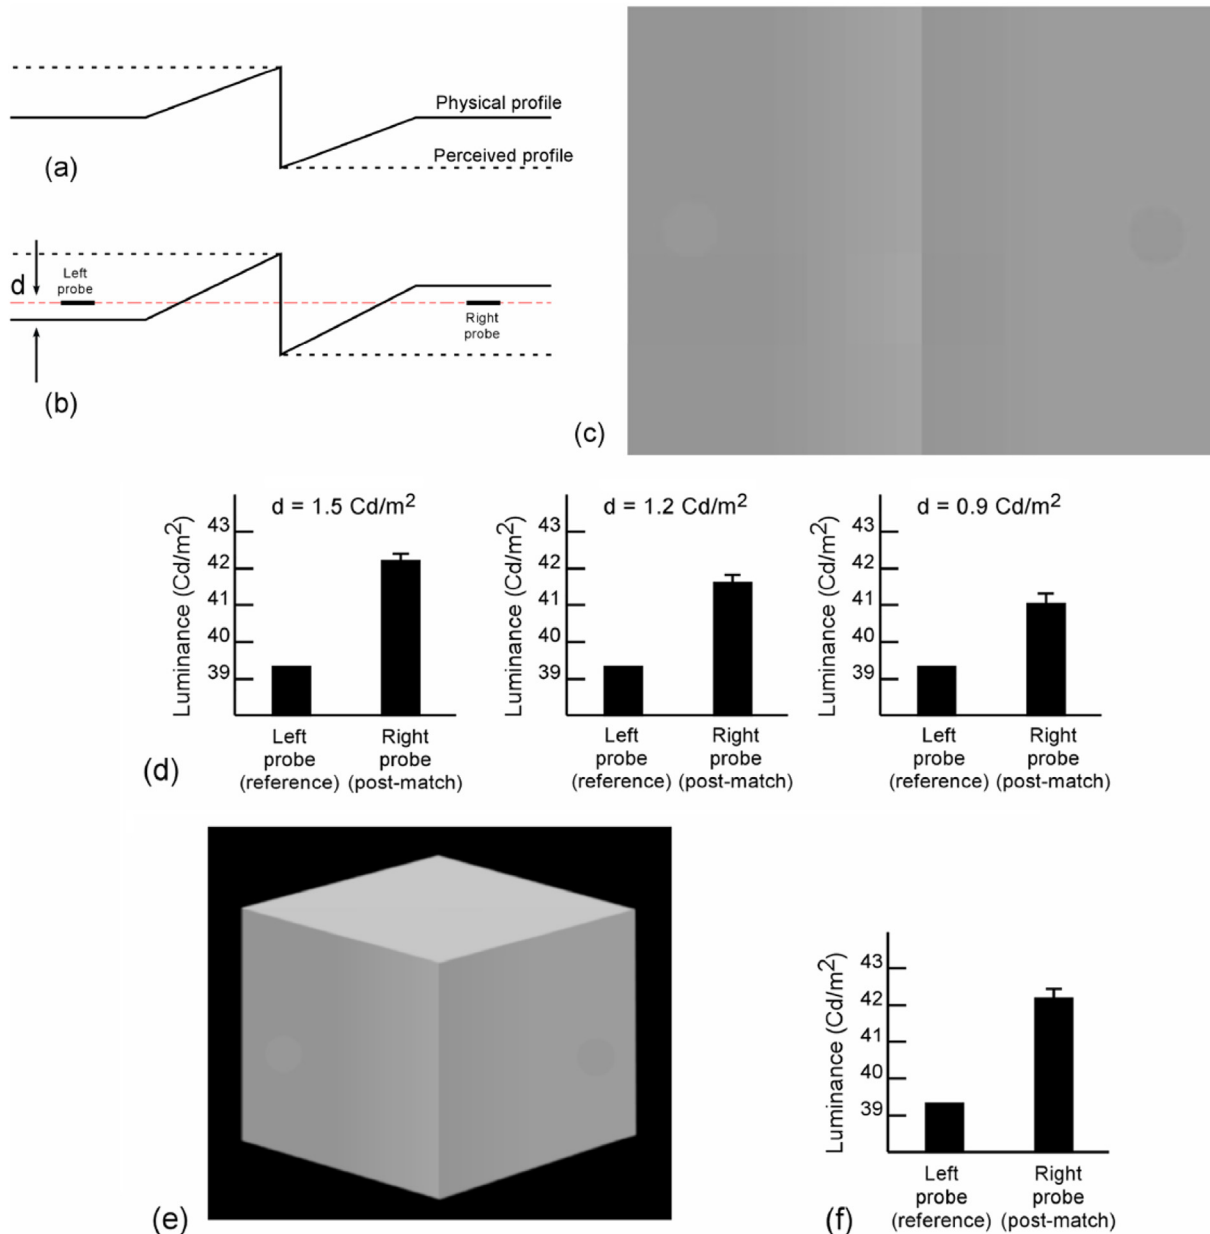 Physical profile
Perceived profile
(a)
d
Left
probe
Right
probe
(b)
(c)
d = 1.5 Cd/m²
Luminance (Cd/m²)
43
42
41
40
39
Left
probe
(reference)
Right
probe
(post-match)
d = 1.2 Cd/m²
Luminance (Cd/m²)
43
42
41
40
39
Left
probe
(reference)
Right
probe
(post-match)
d = 0.9 Cd/m²
Luminance (Cd/m²)
43
42
41
40
39
Left
probe
(reference)
Right
probe
(post-match)
(d)
(e)
Luminance (Cd/m²)
43
42
41
40
39
Left
probe
(reference)
Right
probe
(post-match)
(f)